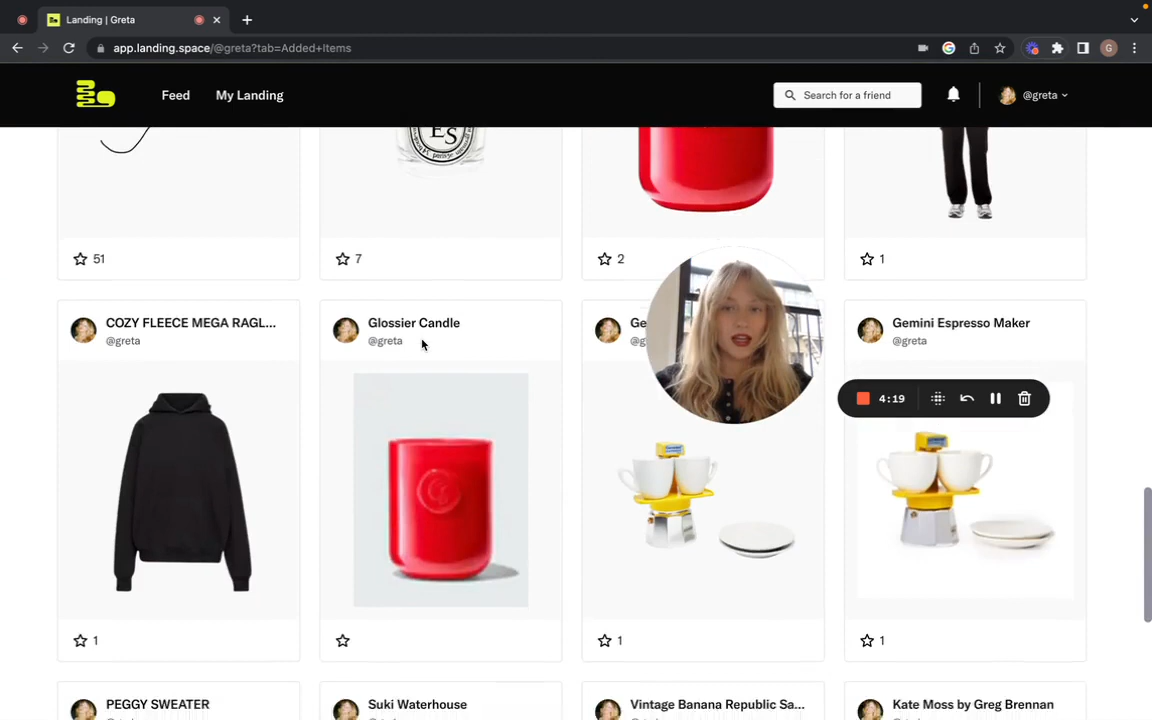 Landing | Greta
app.landing.space/@greta?tab=Added+Items
G
Feed
My Landing
Search for a friend
@greta
ES
51
7
2
1
COZY FLEECE MEGA RAGL...
@greta
Glossier Candle
@greta
Ge
@g
Gemini Espresso Maker
@greta
4:19
1
1
1
PEGGY SWEATER
Suki Waterhouse
Vintage Banana Republic Sa...
Kate Moss by Greg Brennan